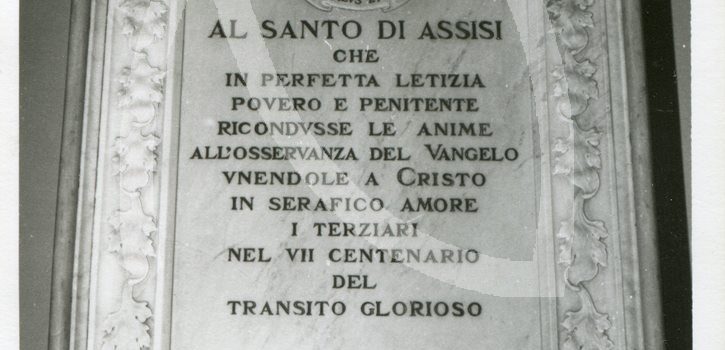 AL SANTO DI ASSISI
CHE
IN PERFETTA LETIZIA
POVERO E PENITENTE
RICONDVSSE LE ANIME
ALL'OSSERVANZA DEL VANGELO
VNENDOLE A CRISTO
IN SERAFICO AMORE
I TERZIARI
NEL VII CENTENARIO
DEL
TRANSITO GLORIOSO